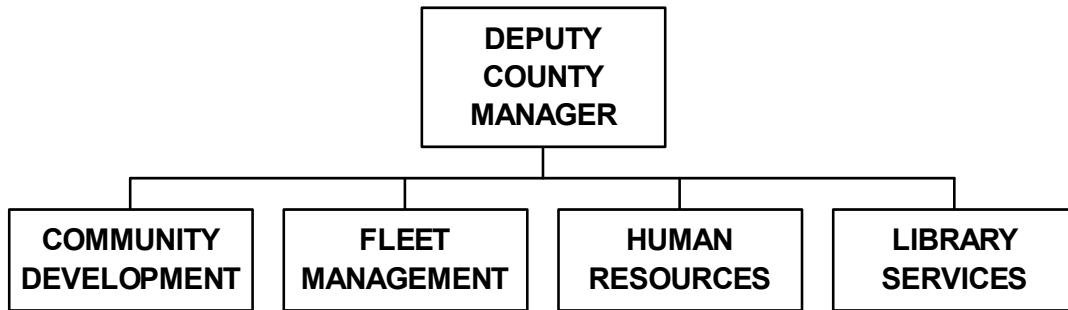 DEPUTY
COUNTY
MANAGER
COMMUNITY
DEVELOPMENT
FLEET
MANAGEMENT
HUMAN
RESOURCES
LIBRARY
SERVICES